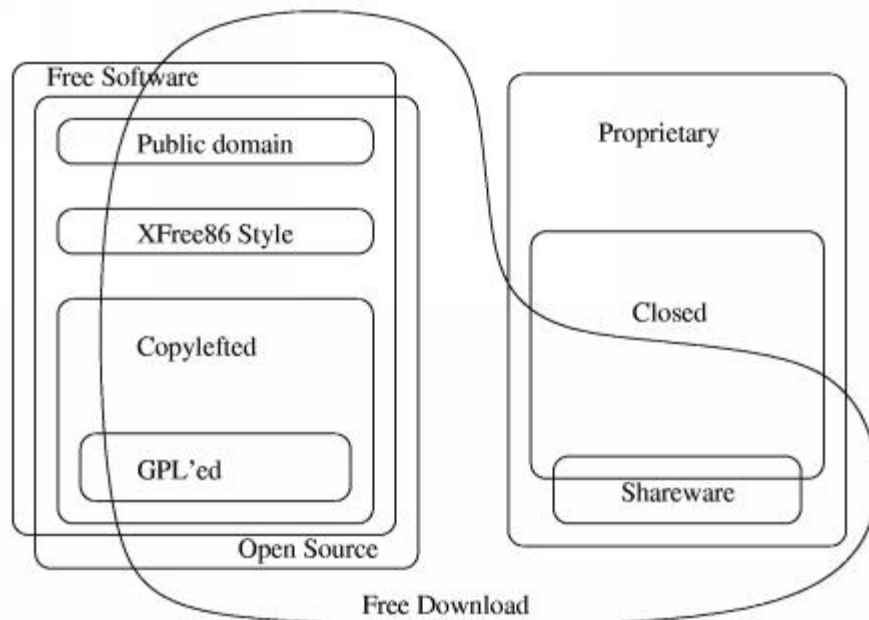 Free Software
Public domain
Proprietary
XFree86 Style
Closed
Copylefted
GPL'ed
Shareware
Open Source
Free Download